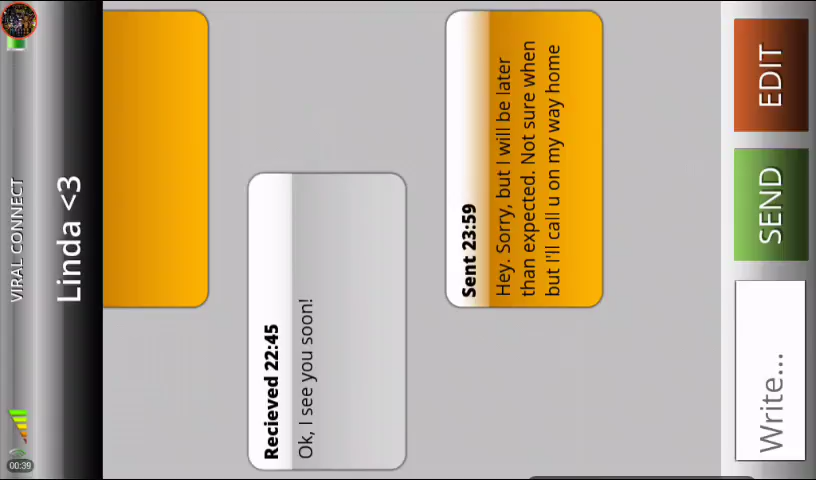 VIRAL CONNECT
00:39
Linda <3
Recieved 22:45
Ok, I see you soon!
Sent 23:59
Hey. Sorry, but I will be later
than expected. Not sure when
but I'll call u on my way home
Write...
SEND
EDIT